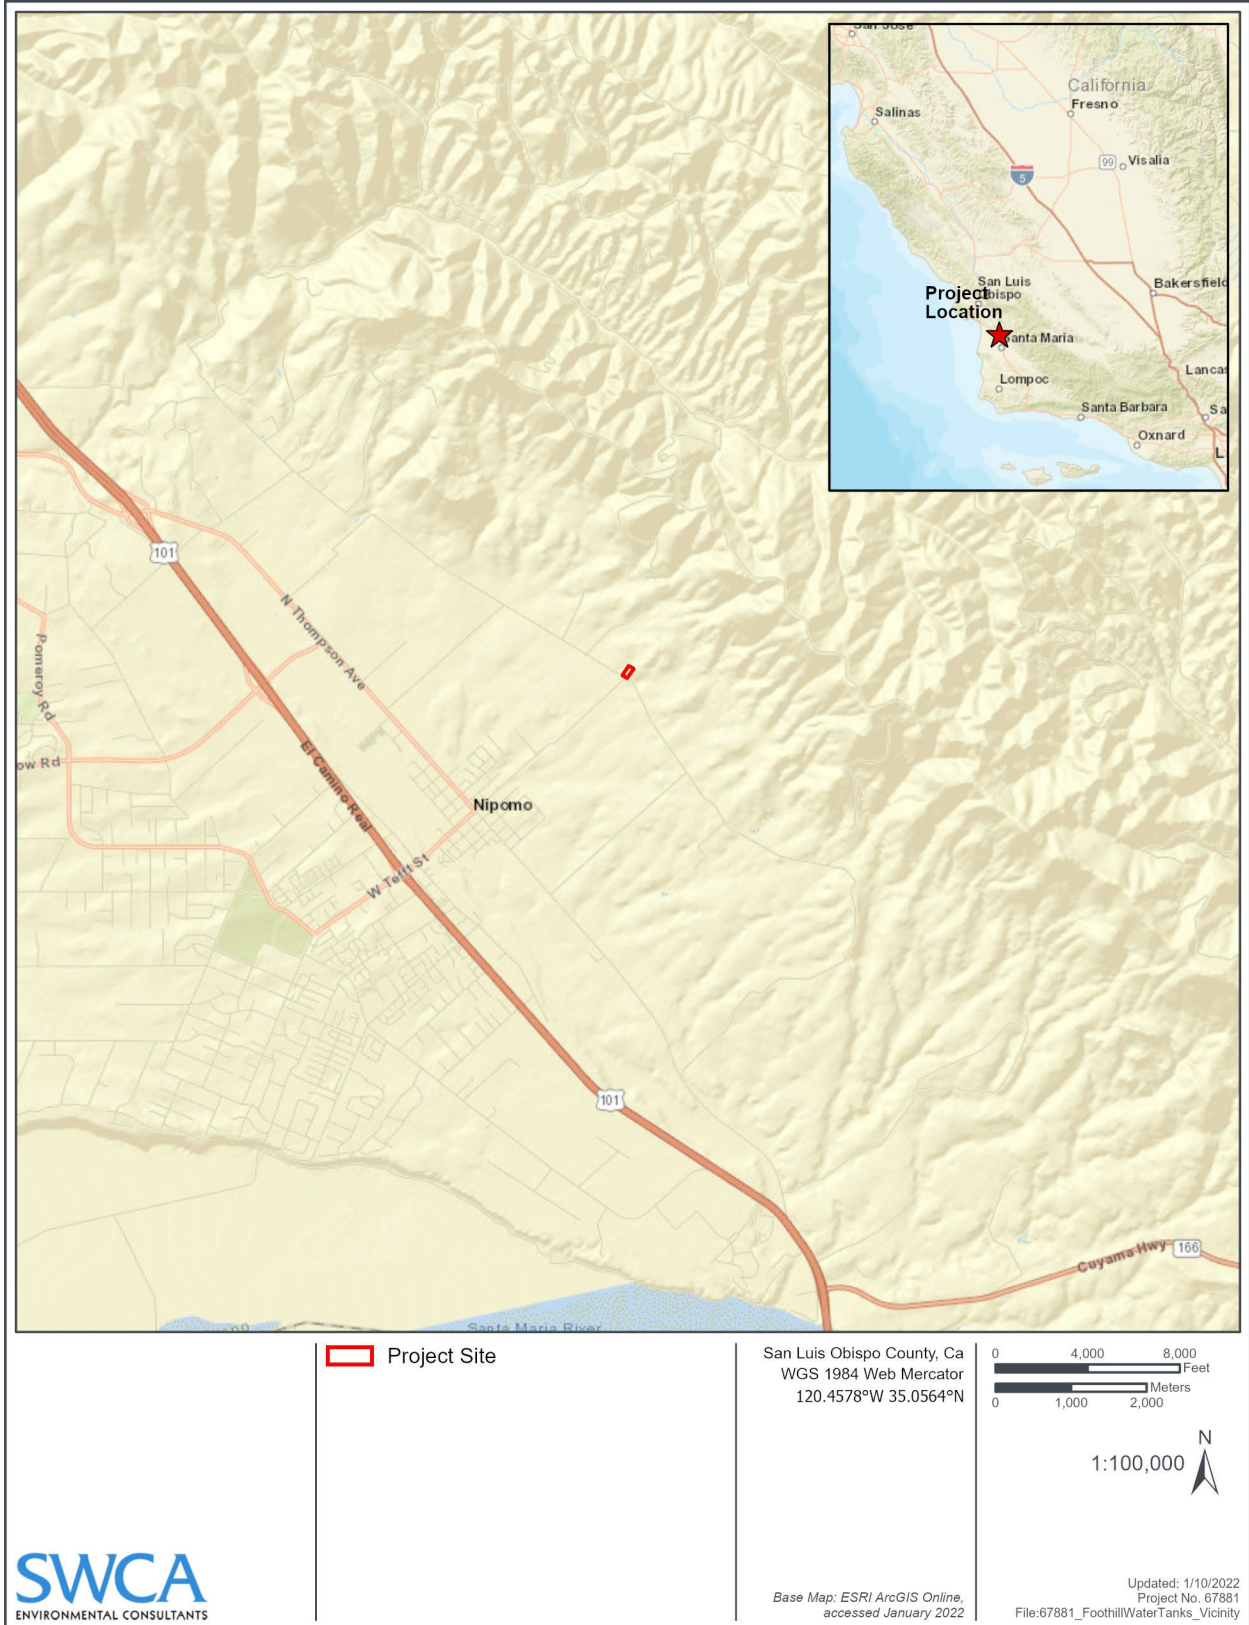 San Jose
California
Fresno
Salinas
99
Visalia
5
San Luis
Obispo
Project
Location
Bakersfield
Santa Maria
Lompoc
Lancas
Santa Barbara
Sa
Oxnard
L
101
N Thompson Ave
Pomeroy Rd
ow Rd
El Camino Real
Nipomo
W Tefft St
101
Cuyama Hwy
166
Santa Maria River
Project Site
San Luis Obispo County, Ca
WGS 1984 Web Mercator
120.4578°W 35.0564°N
0 4,000 8,000
Feet
Meters
0 1,000 2,000
N
1:100,000
SWCA
ENVIRONMENTAL CONSULTANTS
Base Map: ESRI ArcGIS Online,
accessed January 2022
Updated: 1/10/2022
Project No. 67881
File:67881_FoothillWaterTanks_Vicinity